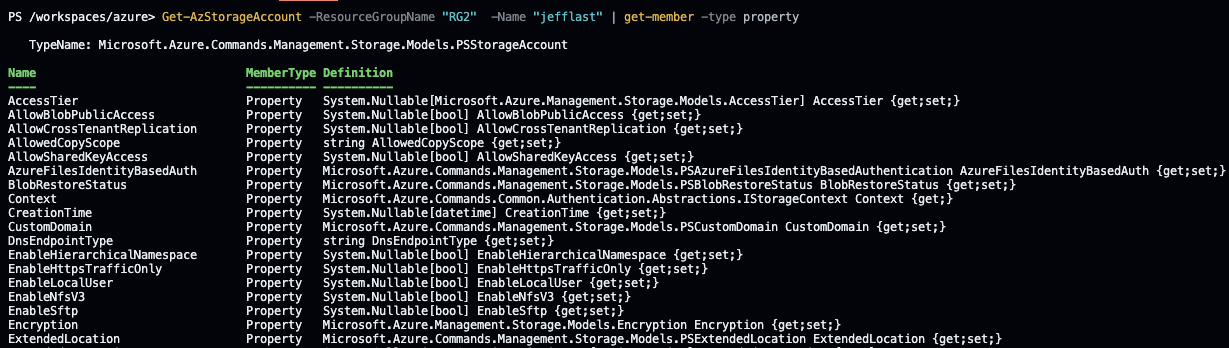 PS /workspaces/azure> Get-AzStorageAccount -ResourceGroupName "RG2"  -Name "jefflast" | get-member -type property
TypeName: Microsoft.Azure.Commands.Management.Storage.Models.PSStorageAccount
Name MemberType Definition
---- ---------- ----------
AccessTier Property System.Nullable[Microsoft.Azure.Management.Storage.Models.AccessTier] AccessTier {get;set;}
AllowBlobPublicAccess Property System.Nullable[bool] AllowBlobPublicAccess {get;set;}
AllowCrossTenantReplication Property System.Nullable[bool] AllowCrossTenantReplication {get;set;}
AllowedCopyScope Property string AllowedCopyScope {get;set;}
AllowSharedKeyAccess Property System.Nullable[bool] AllowSharedKeyAccess {get;set;}
AzureFilesIdentityBasedAuth Property Microsoft.Azure.Commands.Management.Storage.Models.PSAzureFilesIdentityBasedAuthentication AzureFilesIdentityBasedAuth {get;set;}
BlobRestoreStatus Property Microsoft.Azure.Commands.Management.Storage.Models.PSBlobRestoreStatus BlobRestoreStatus {get;set;}
Context Property Microsoft.Azure.Commands.Common.Authentication.Abstractions.IStorageContext Context {get;}
CreationTime Property System.Nullable[datetime] CreationTime {get;set;}
CustomDomain Property Microsoft.Azure.Commands.Management.Storage.Models.PSCustomDomain CustomDomain {get;set;}
DnsEndpointType Property string DnsEndpointType {get;set;}
EnableHierarchicalNamespace Property System.Nullable[bool] EnableHierarchicalNamespace {get;set;}
EnableHttpsTrafficOnly Property System.Nullable[bool] EnableHttpsTrafficOnly {get;set;}
EnableLocalUser Property System.Nullable[bool] EnableLocalUser {get;set;}
EnableNfsV3 Property System.Nullable[bool] EnableNfsV3 {get;set;}
EnableSftp Property System.Nullable[bool] EnableSftp {get;set;}
Encryption Property Microsoft.Azure.Management.Storage.Models.Encryption Encryption {get;set;}
ExtendedLocation Property Microsoft.Azure.Commands.Management.Storage.Models.PSExtendedLocation ExtendedLocation {get;set;}